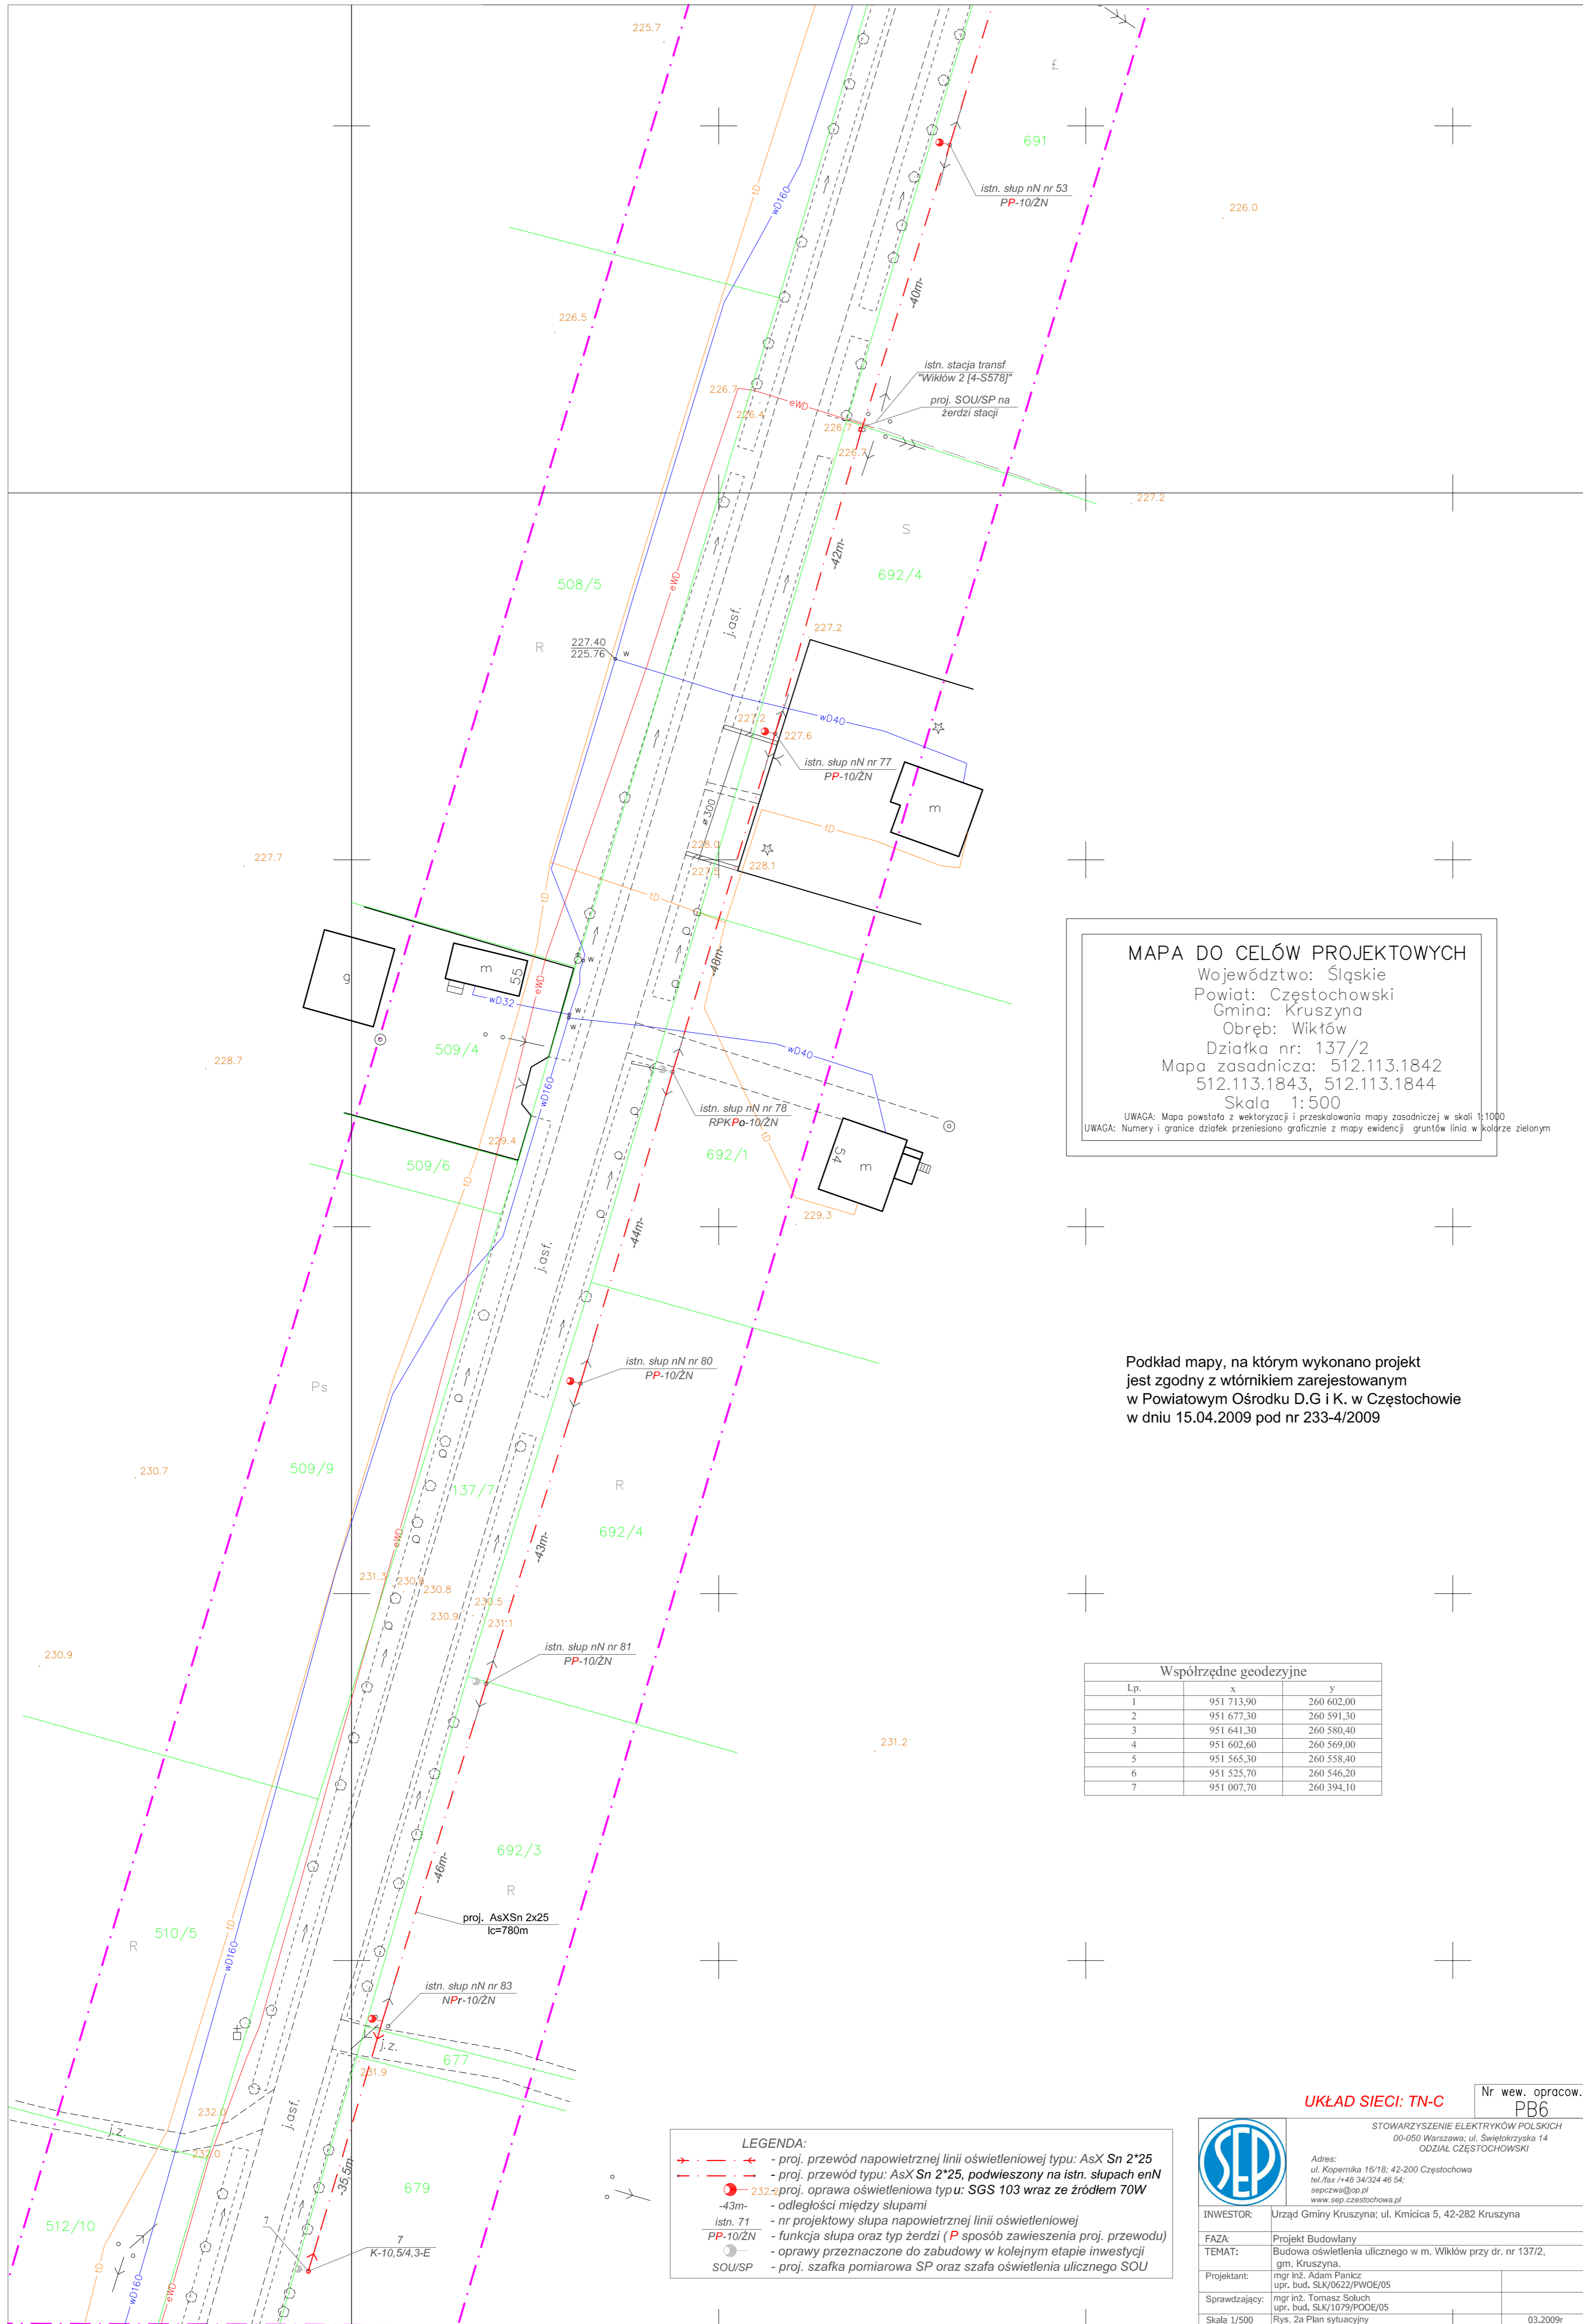 225.7
£
691
istn. słup nN nr 53
PP-10/ŻN
226.0
tD
wD160
-40m-
226.5
istn. stacja transf
"Wikłów 2 [4-S578]"
proj. SOU/SP na
żerdzi stacji
226.7
eWD
226.4
226.7
226.7
227.2
S
-42m-
692/4
508/5
eWD
j.asf.
R
227.40
225.76
w
227.2
wD40
227.2
227.6
istn. słup nN nr 77
PP-10/ŻN
m
ø 300
tD
228.0
228.1
227.7
tD
tD
-48m-
g
m
55
w
eWD
wD32
w
w
509/4
228.7
wD40
wD160
istn. słup nN nr 78
RPKPo-10/ŻN
229.4
tD
692/1
509/6
54
m
tD
229.3
-44m-
j.asf.
istn. słup nN nr 80
PP-10/ŻN
Ps
230.7
509/9
137/7
R
692/4
eWD
-43m-
231.3
230.8
230.9
230.5
231.1
istn. słup nN nr 81
PP-10/ŻN
230.9
231.2
692/3
R
-46m-
proj. AsXSn 2x25
lc=780m
510/5
R
tD
wD160
istn. słup nN nr 83
NPr-10/ŻN
j.z.
677
231.9
232.0
j.z.
232.0
j.asf.
-35,5m-
679
512/10
7
7
K-10,5/4,3-E
tD
wD160
eWD
MAPA DO CELÓW PROJEKTOWYCH
Województwo: Śląskie
Powiat: Częstochowski
Gmina: Kruszyna
Obręb: Wikłów
Działka nr: 137/2
Mapa zasadnicza: 512.113.1842
512.113.1843, 512.113.1844
Skala 1:500
UWAGA: Mapa powstała z wektoryzacji i przeskalowania mapy zasadniczej w skali 1:1000
UWAGA: Numery i granice działek przeniesiono graficznie z mapy ewidencji gruntów linia w kolorze zielonym
Podkład mapy, na którym wykonano projekt
jest zgodny z wtórnikiem zarejestowanym
w Powiatowym Ośrodku D.G i K. w Częstochowie
w dniu 15.04.2009 pod nr 233-4/2009
Współrzędne geodezyjne
Lp. x y
1 951 713,90 260 602,00
2 951 677,30 260 591,30
3 951 641,30 260 580,40
4 951 602,60 260 569,00
5 951 565,30 260 558,40
6 951 525,70 260 546,20
7 951 007,70 260 394,10
LEGENDA:
- proj. przewód napowietrznej linii oświetleniowej typu: AsX Sn 2*25
- proj. przewód typu: AsX Sn 2*25, podwieszony na istn. słupach enN
232.2
- proj. oprawa oświetleniowa typu: SGS 103 wraz ze źródłem 70W
-43m- - odległości między słupami
istn. 71 - nr projektowy słupa napowietrznej linii oświetleniowej
PP-10/ŻN - funkcja słupa oraz typ żerdzi ( P sposób zawieszenia proj. przewodu)
- oprawy przeznaczone do zabudowy w kolejnym etapie inwestycji
SOU/SP - proj. szafka pomiarowa SP oraz szafa oświetlenia ulicznego SOU
UKŁAD SIECI: TN-C
Nr wew. opracow.
PB6
SEP
STOWARZYSZENIE ELEKTRYKÓW POLSKICH
00-050 Warszawa; ul. Świętokrzyska 14
ODZIAŁ CZĘSTOCHOWSKI
Adres:
ul. Kopernika 16/18; 42-200 Częstochowa
tel./fax /+48 34/324 46 54;
sepczwa@op.pl
www.sep.czestochowa.pl
INWESTOR: Urząd Gminy Kruszyna; ul. Kmicica 5, 42-282 Kruszyna
FAZA: Projekt Budowlany
TEMAT: Budowa oświetlenia ulicznego w m. Wikłów przy dr. nr 137/2,
gm. Kruszyna.
Projektant: mgr inż. Adam Panicz
upr. bud. SLK/0622/PWOE/05
Sprawdzający: mgr inż. Tomasz Soluch
upr. bud. SLK/1079/POOE/05
Skala 1/500 Rys. 2a Plan sytuacyjny 03.2009r